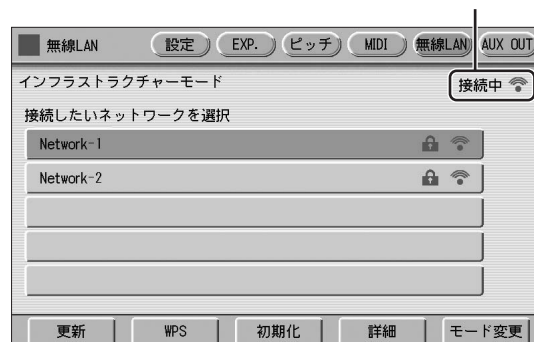 無線LAN 設定 EXP. ピッチ MIDI 無線LAN AUX OUT
インフラストラクチャーモード 接続中
接続したいネットワークを選択
Network-1
Network-2
更新 WPS 初期化 詳細 モード変更